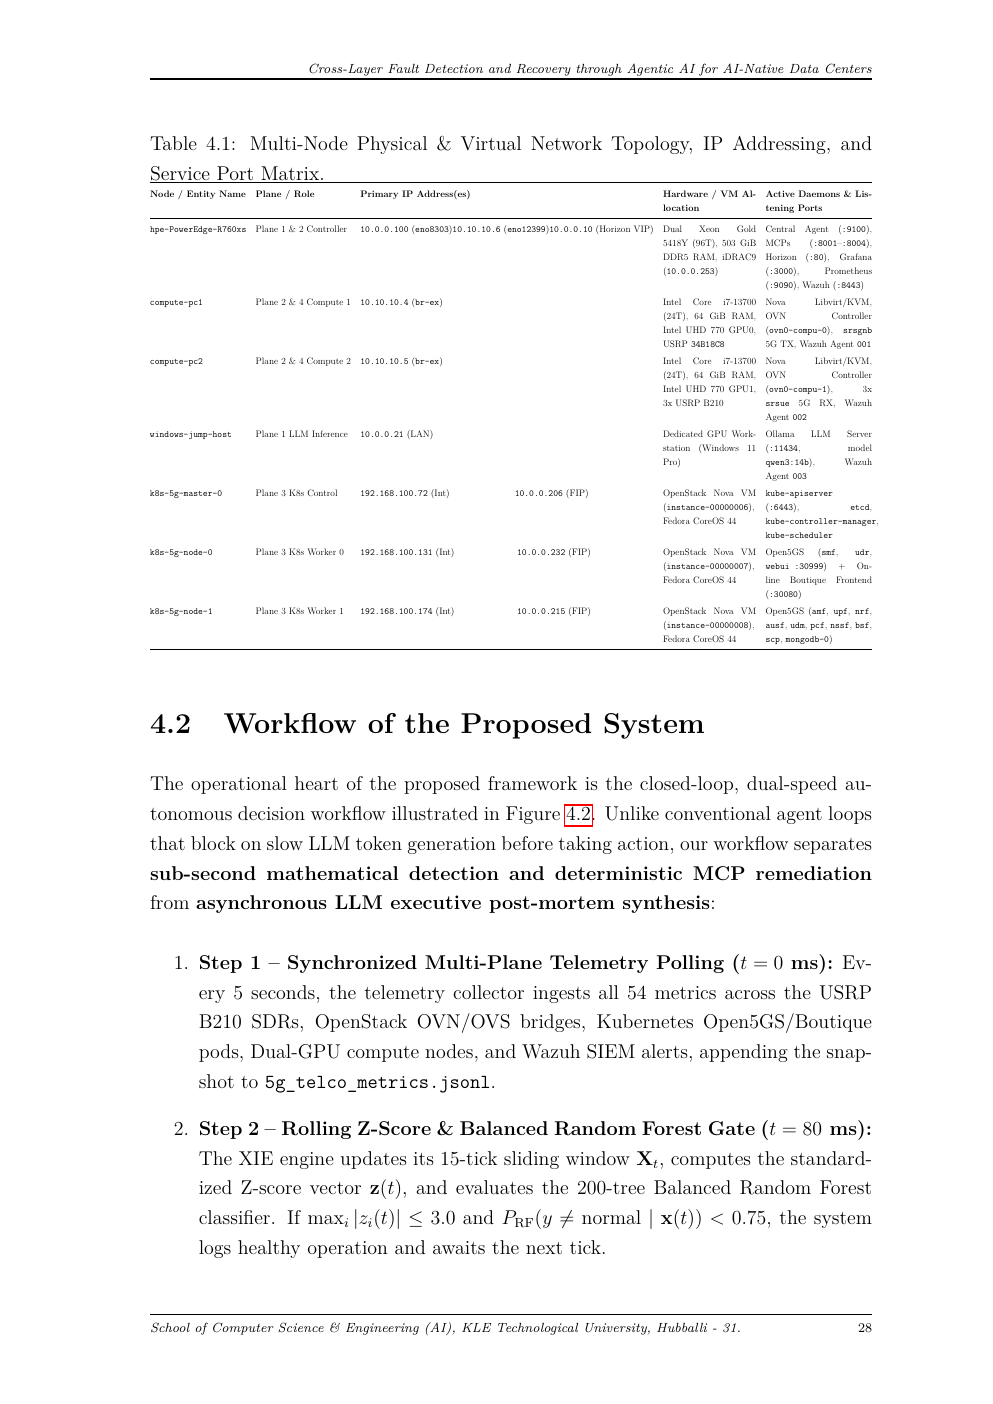 Cross-Layer Fault Detection and Recovery through Agentic AI for AI-Native Data Centers
Table 4.1: Multi-Node Physical & Virtual Network Topology, IP Addressing, and
Service Port Matrix.
Node / Entity Name Plane / Role Primary IP Address(es) Hardware / VM Al- Active Daemons & Lis-
location tening Ports
hpe-PowerEdge-R760xs Plane 1 & 2 Controller 10.0.0.100 (eno8303)10.10.10.6 (eno12399)10.0.0.10 (Horizon VIP) Dual Xeon Gold Central Agent (:9100),
5418Y (96T), 503 GiB MCPs (:8001–:8004),
DDR5 RAM, iDRAC9 Horizon (:80), Grafana
(10.0.0.253) (:3000), Prometheus
(:9090), Wazuh (:8443)
compute-pc1 Plane 2 & 4 Compute 1 10.10.10.4 (br-ex) Intel Core i7-13700 Nova Libvirt/KVM,
(24T), 64 GiB RAM, OVN Controller
Intel UHD 770 GPU0, (ovn0-compu-0), srsgnb
USRP 34B18C8 5G TX, Wazuh Agent 001
compute-pc2 Plane 2 & 4 Compute 2 10.10.10.5 (br-ex) Intel Core i7-13700 Nova Libvirt/KVM,
(24T), 64 GiB RAM, OVN Controller
Intel UHD 770 GPU1, (ovn0-compu-1), 3x
3x USRP B210 srsue 5G RX, Wazuh
Agent 002
windows-jump-host Plane 1 LLM Inference 10.0.0.21 (LAN) Dedicated GPU Work- Ollama LLM Server
station (Windows 11 (:11434, model
Pro) qwen3:14b), Wazuh
Agent 003
k8s-5g-master-0 Plane 3 K8s Control 192.168.100.72 (Int) 10.0.0.206 (FIP) OpenStack Nova VM kube-apiserver
(instance-00000006), (:6443), etcd,
Fedora CoreOS 44 kube-controller-manager,
kube-scheduler
k8s-5g-node-0 Plane 3 K8s Worker 0 192.168.100.131 (Int) 10.0.0.232 (FIP) OpenStack Nova VM Open5GS (smf, udr,
(instance-00000007), webui :30999) + On-
Fedora CoreOS 44 line Boutique Frontend
(:30080)
k8s-5g-node-1 Plane 3 K8s Worker 1 192.168.100.174 (Int) 10.0.0.215 (FIP) OpenStack Nova VM Open5GS (amf, upf, nrf,
(instance-00000008), ausf, udm, pcf, nssf, bsf,
Fedora CoreOS 44 scp, mongodb-0)
4.2 Workflow of the Proposed System
The operational heart of the proposed framework is the closed-loop, dual-speed au-
tonomous decision workflow illustrated in Figure 4.2. Unlike conventional agent loops
that block on slow LLM token generation before taking action, our workflow separates
sub-second mathematical detection and deterministic MCP remediation
from asynchronous LLM executive post-mortem synthesis:
1. Step 1 – Synchronized Multi-Plane Telemetry Polling (t = 0 ms): Ev-
ery 5 seconds, the telemetry collector ingests all 54 metrics across the USRP
B210 SDRs, OpenStack OVN/OVS bridges, Kubernetes Open5GS/Boutique
pods, Dual-GPU compute nodes, and Wazuh SIEM alerts, appending the snap-
shot to 5g_telco_metrics.jsonl.
2. Step 2 – Rolling Z-Score & Balanced Random Forest Gate (t = 80 ms):
The XIE engine updates its 15-tick sliding window Xₜ, computes the standard-
ized Z-score vector z(t), and evaluates the 200-tree Balanced Random Forest
classifier. If maxᵢ |zᵢ(t)| ≤ 3.0 and P_RF(y ≠ normal | x(t)) < 0.75, the system
logs healthy operation and awaits the next tick.
School of Computer Science & Engineering (AI), KLE Technological University, Hubballi - 31. 28